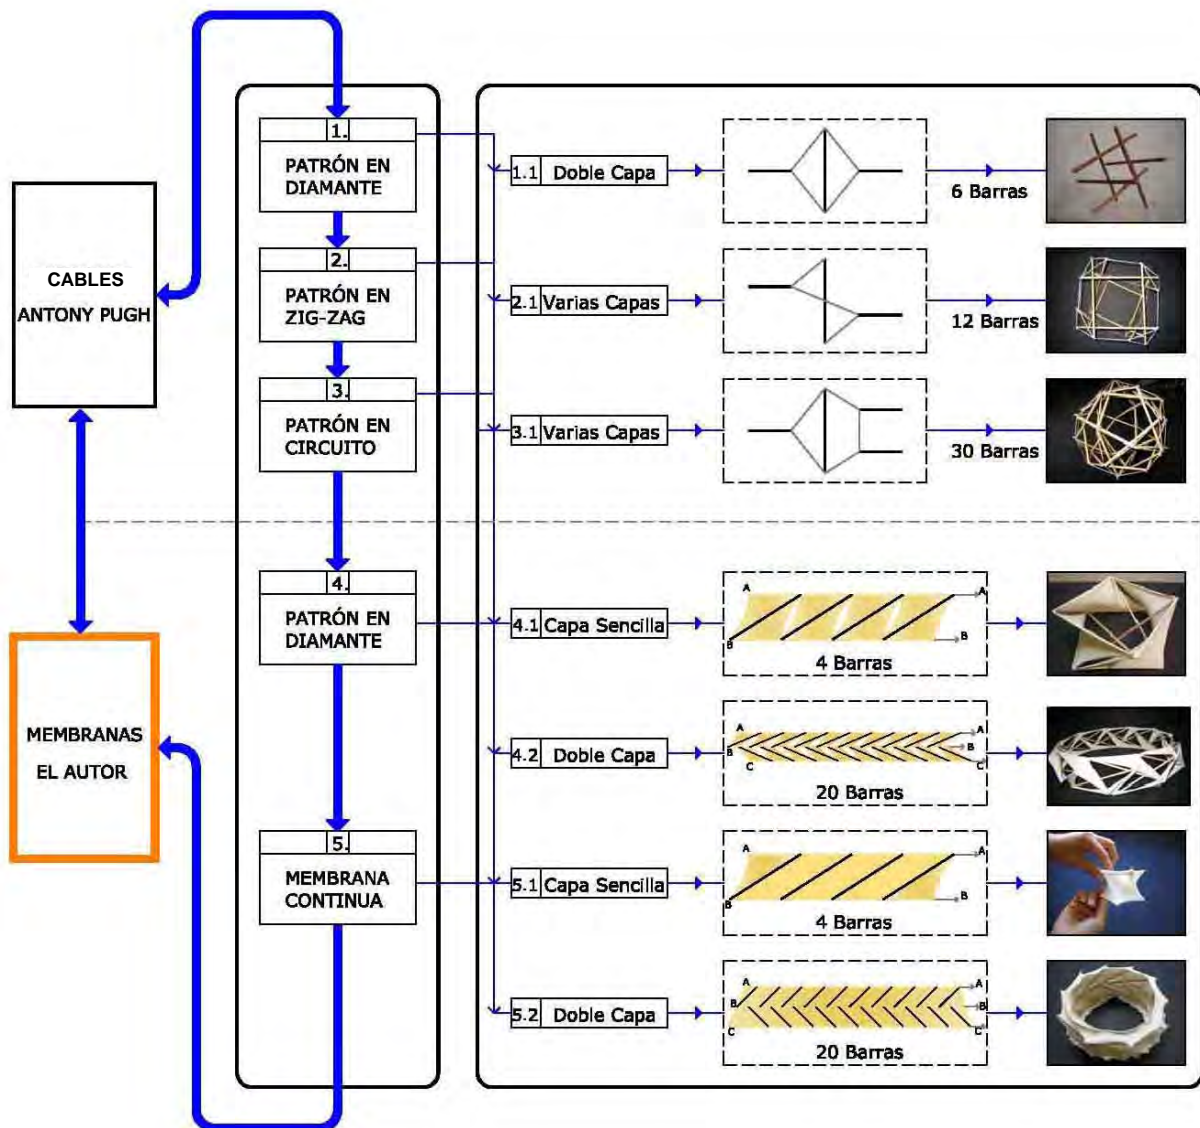 CABLES
ANTONY PUGH
MEMBRANAS
EL AUTOR
1.
PATRÓN EN
DIAMANTE
2.
PATRÓN EN
ZIG-ZAG
3.
PATRÓN EN
CIRCUITO
4.
PATRÓN EN
DIAMANTE
5.
MEMBRANA
CONTINUA
1.1 Doble Capa
6 Barras
2.1 Varias Capas
12 Barras
3.1 Varias Capas
30 Barras
4.1 Capa Sencilla
A A
B B
4 Barras
4.2 Doble Capa
A A
B B
C C
20 Barras
5.1 Capa Sencilla
A A
B B
4 Barras
5.2 Doble Capa
A A
B B
C C
20 Barras